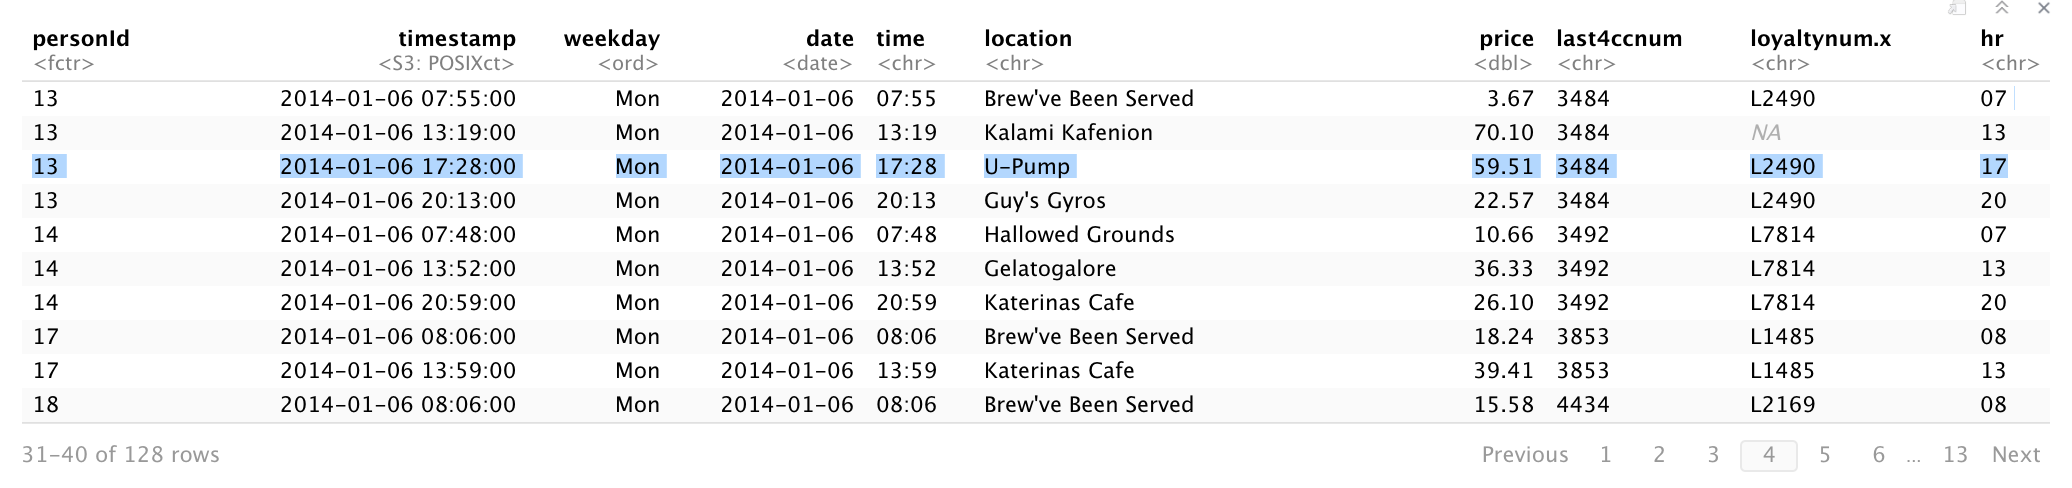 personId timestamp weekday date time location price last4ccnum loyaltynum.x hr
<fctr> <S3: POSIXct> <ord> <date> <chr> <chr> <dbl> <chr> <chr> <chr>
13 2014-01-06 07:55:00 Mon 2014-01-06 07:55 Brew've Been Served 3.67 3484 L2490 07
13 2014-01-06 13:19:00 Mon 2014-01-06 13:19 Kalami Kafenion 70.10 3484 NA 13
13 2014-01-06 17:28:00 Mon 2014-01-06 17:28 U-Pump 59.51 3484 L2490 17
13 2014-01-06 20:13:00 Mon 2014-01-06 20:13 Guy's Gyros 22.57 3484 L2490 20
14 2014-01-06 07:48:00 Mon 2014-01-06 07:48 Hallowed Grounds 10.66 3492 L7814 07
14 2014-01-06 13:52:00 Mon 2014-01-06 13:52 Gelatogalore 36.33 3492 L7814 13
14 2014-01-06 20:59:00 Mon 2014-01-06 20:59 Katerinas Cafe 26.10 3492 L7814 20
17 2014-01-06 08:06:00 Mon 2014-01-06 08:06 Brew've Been Served 18.24 3853 L1485 08
17 2014-01-06 13:59:00 Mon 2014-01-06 13:59 Katerinas Cafe 39.41 3853 L1485 13
18 2014-01-06 08:06:00 Mon 2014-01-06 08:06 Brew've Been Served 15.58 4434 L2169 08
31-40 of 128 rows Previous 1 2 3 4 5 6 ... 13 Next